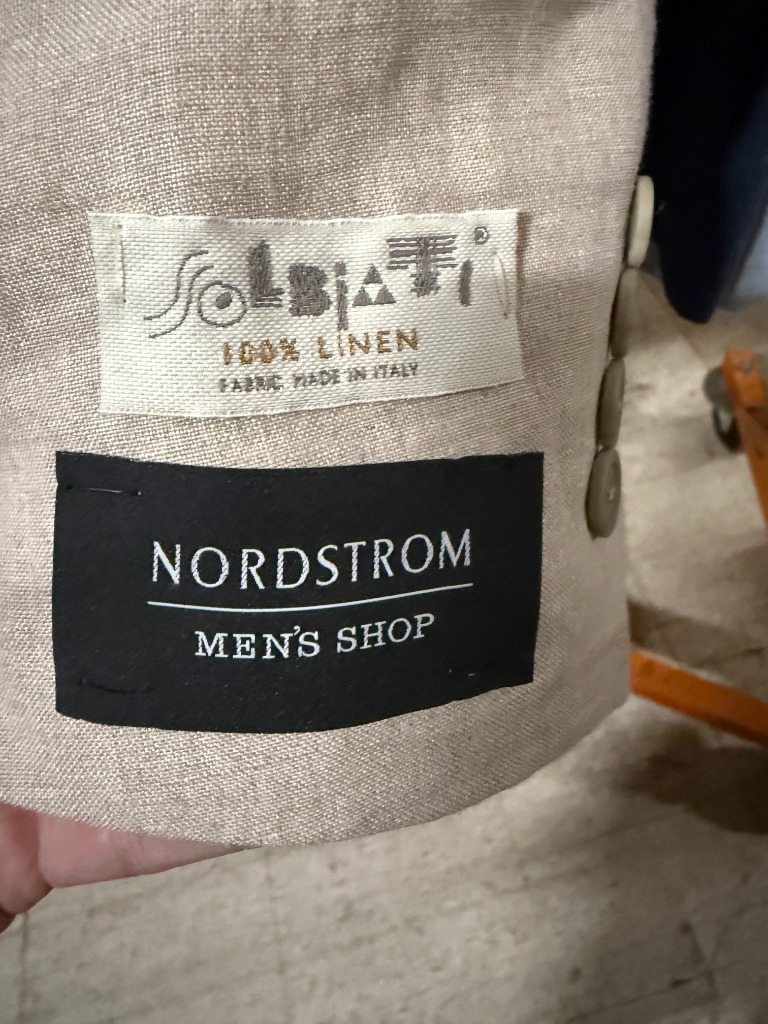 SOLBIATI®
100% LINEN
FABRIC MADE IN ITALY
NORDSTROM
MEN'S SHOP